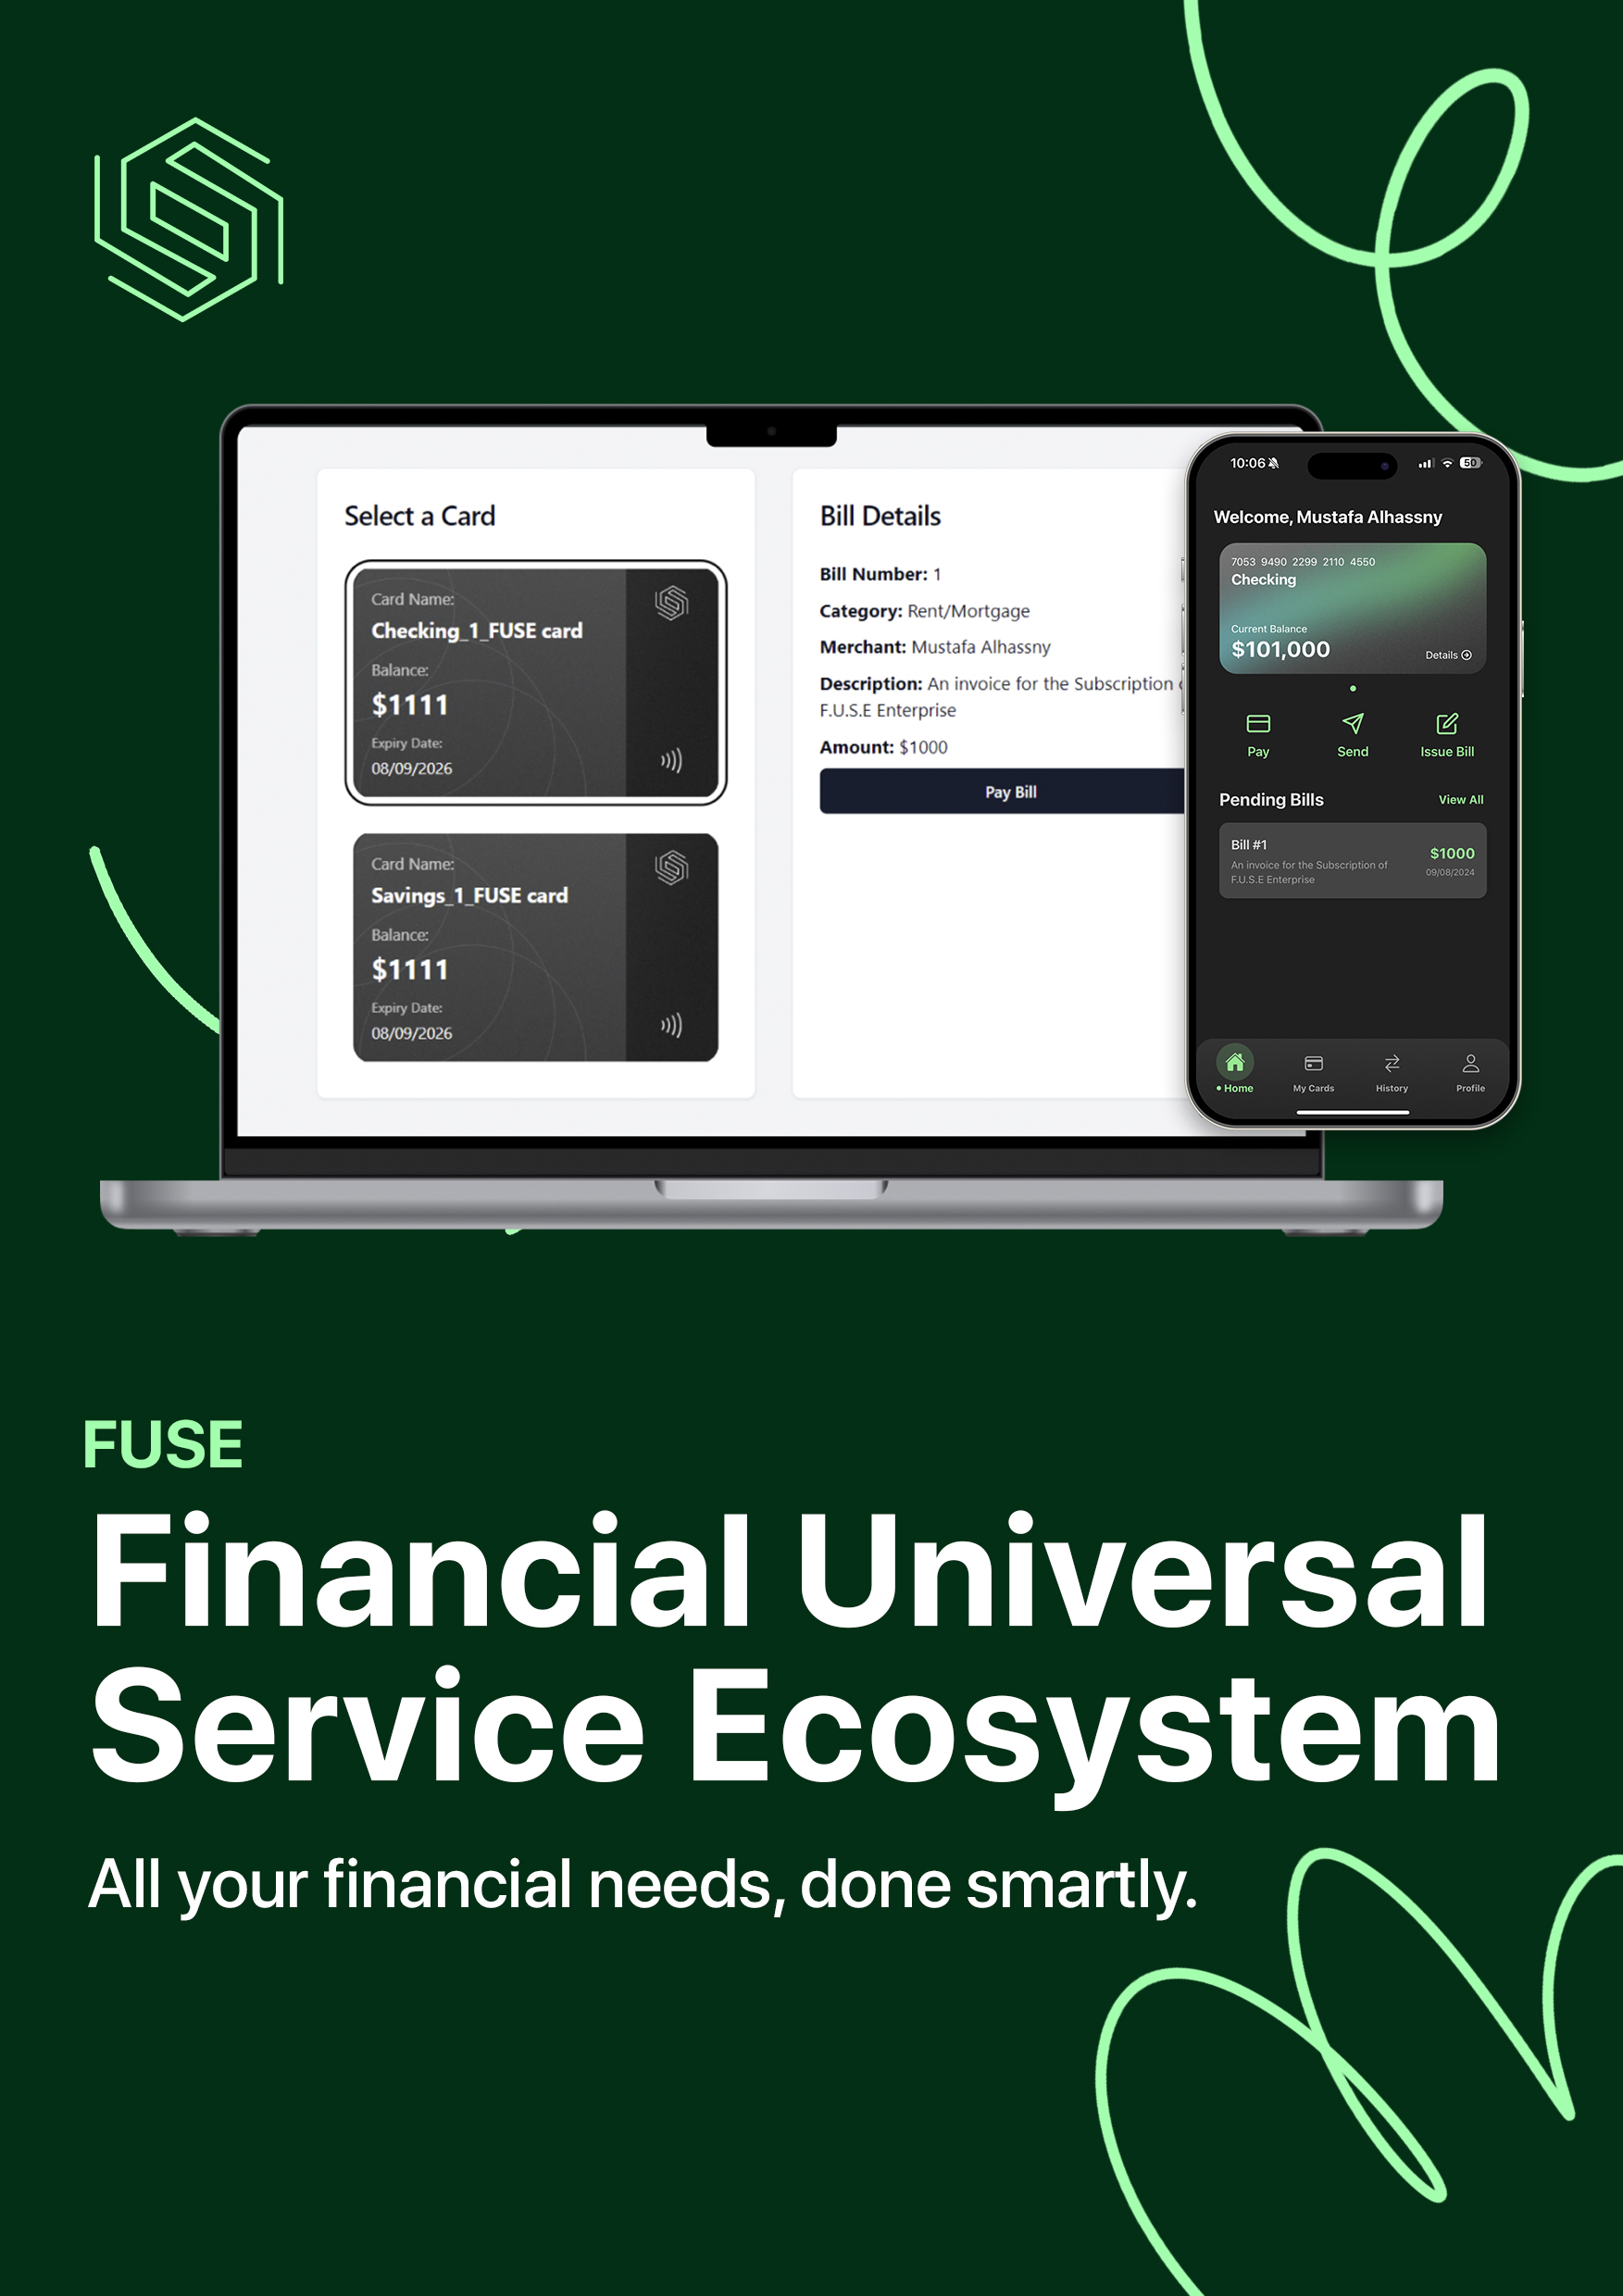 Select a Card
Card Name:
Checking_1_FUSE card
Balance:
$1111
Expiry Date:
08/09/2026
Card Name:
Savings_1_FUSE card
Balance:
$1111
Expiry Date:
08/09/2026
Bill Details
Bill Number: 1
Category: Rent/Mortgage
Merchant: Mustafa Alhassny
Description: An invoice for the Subscription
F.U.S.E Enterprise
Amount: $1000
Pay Bill
10:06 50
Welcome, Mustafa Alhassny
7053 9490 2299 2110 4550
Checking
Current Balance
$101,000
Details
Pay Send Issue Bill
Pending Bills View All
Bill #1
An invoice for the Subscription of
F.U.S.E Enterprise
$1000
09/08/2024
Home My Cards History Profile
FUSE
Financial Universal
Service Ecosystem
All your financial needs, done smartly.